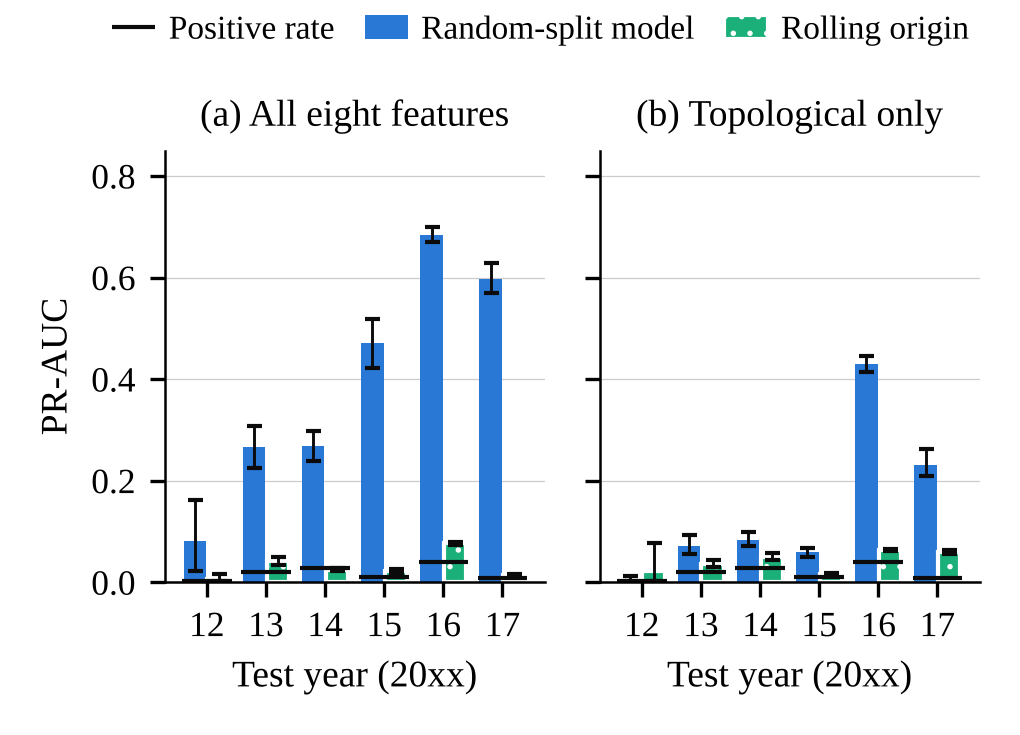 Positive rate Random-split model Rolling origin
(a) All eight features (b) Topological only
PR-AUC
0.8
0.6
0.4
0.2
0.0
12 13 14 15 16 17 12 13 14 15 16 17
Test year (20xx) Test year (20xx)